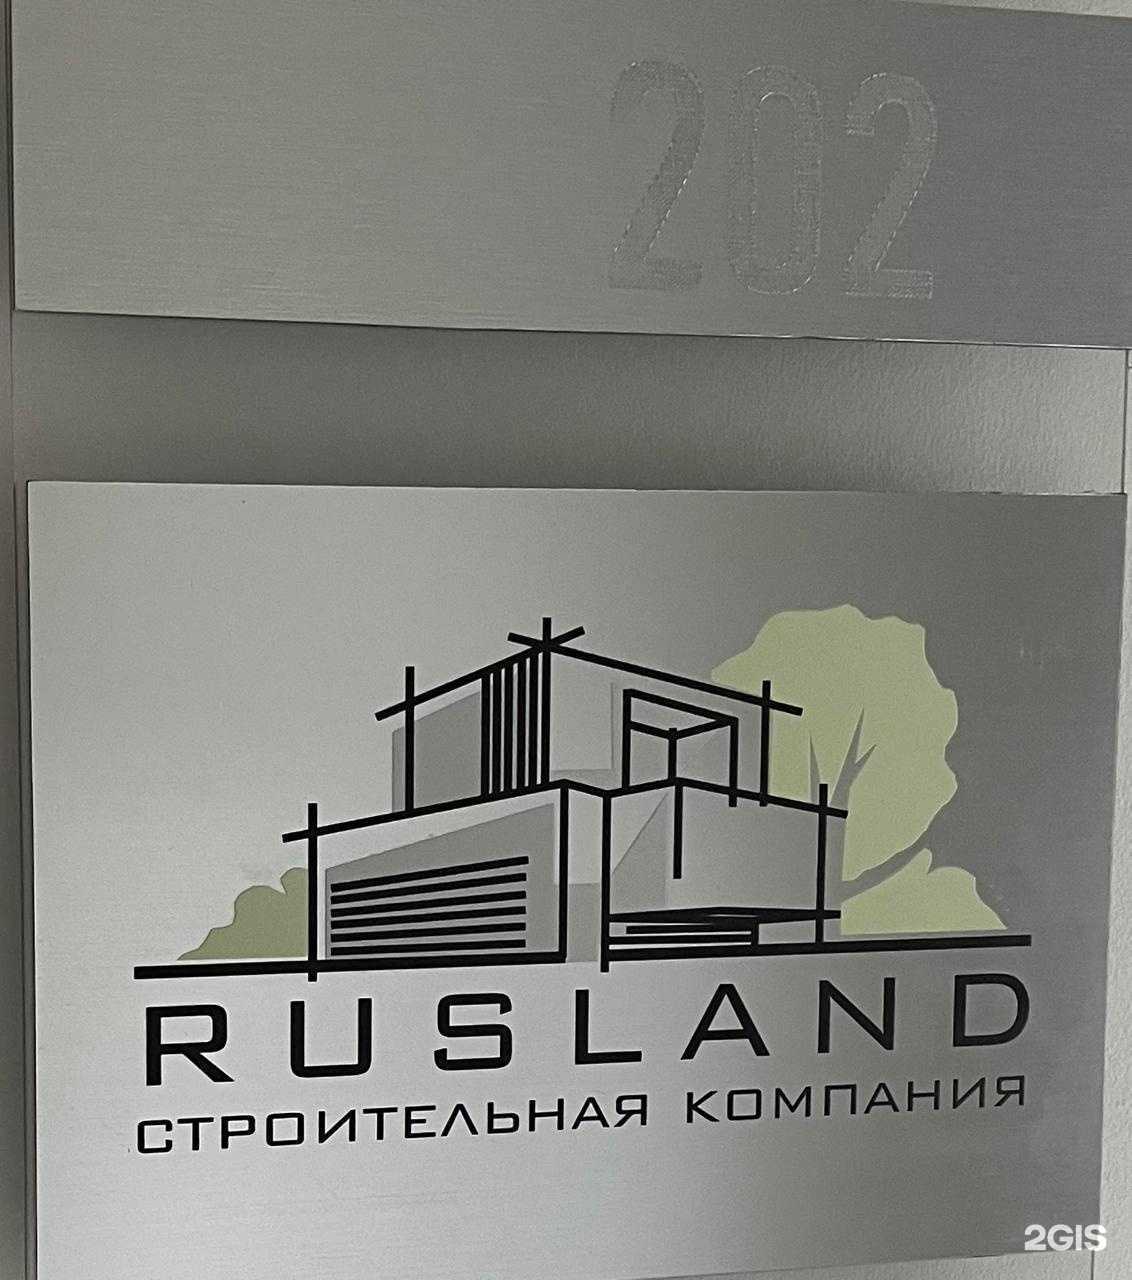 202
RUSLAND
СТРОИТЕЛЬНАЯ КОМПАНИЯ
2GIS